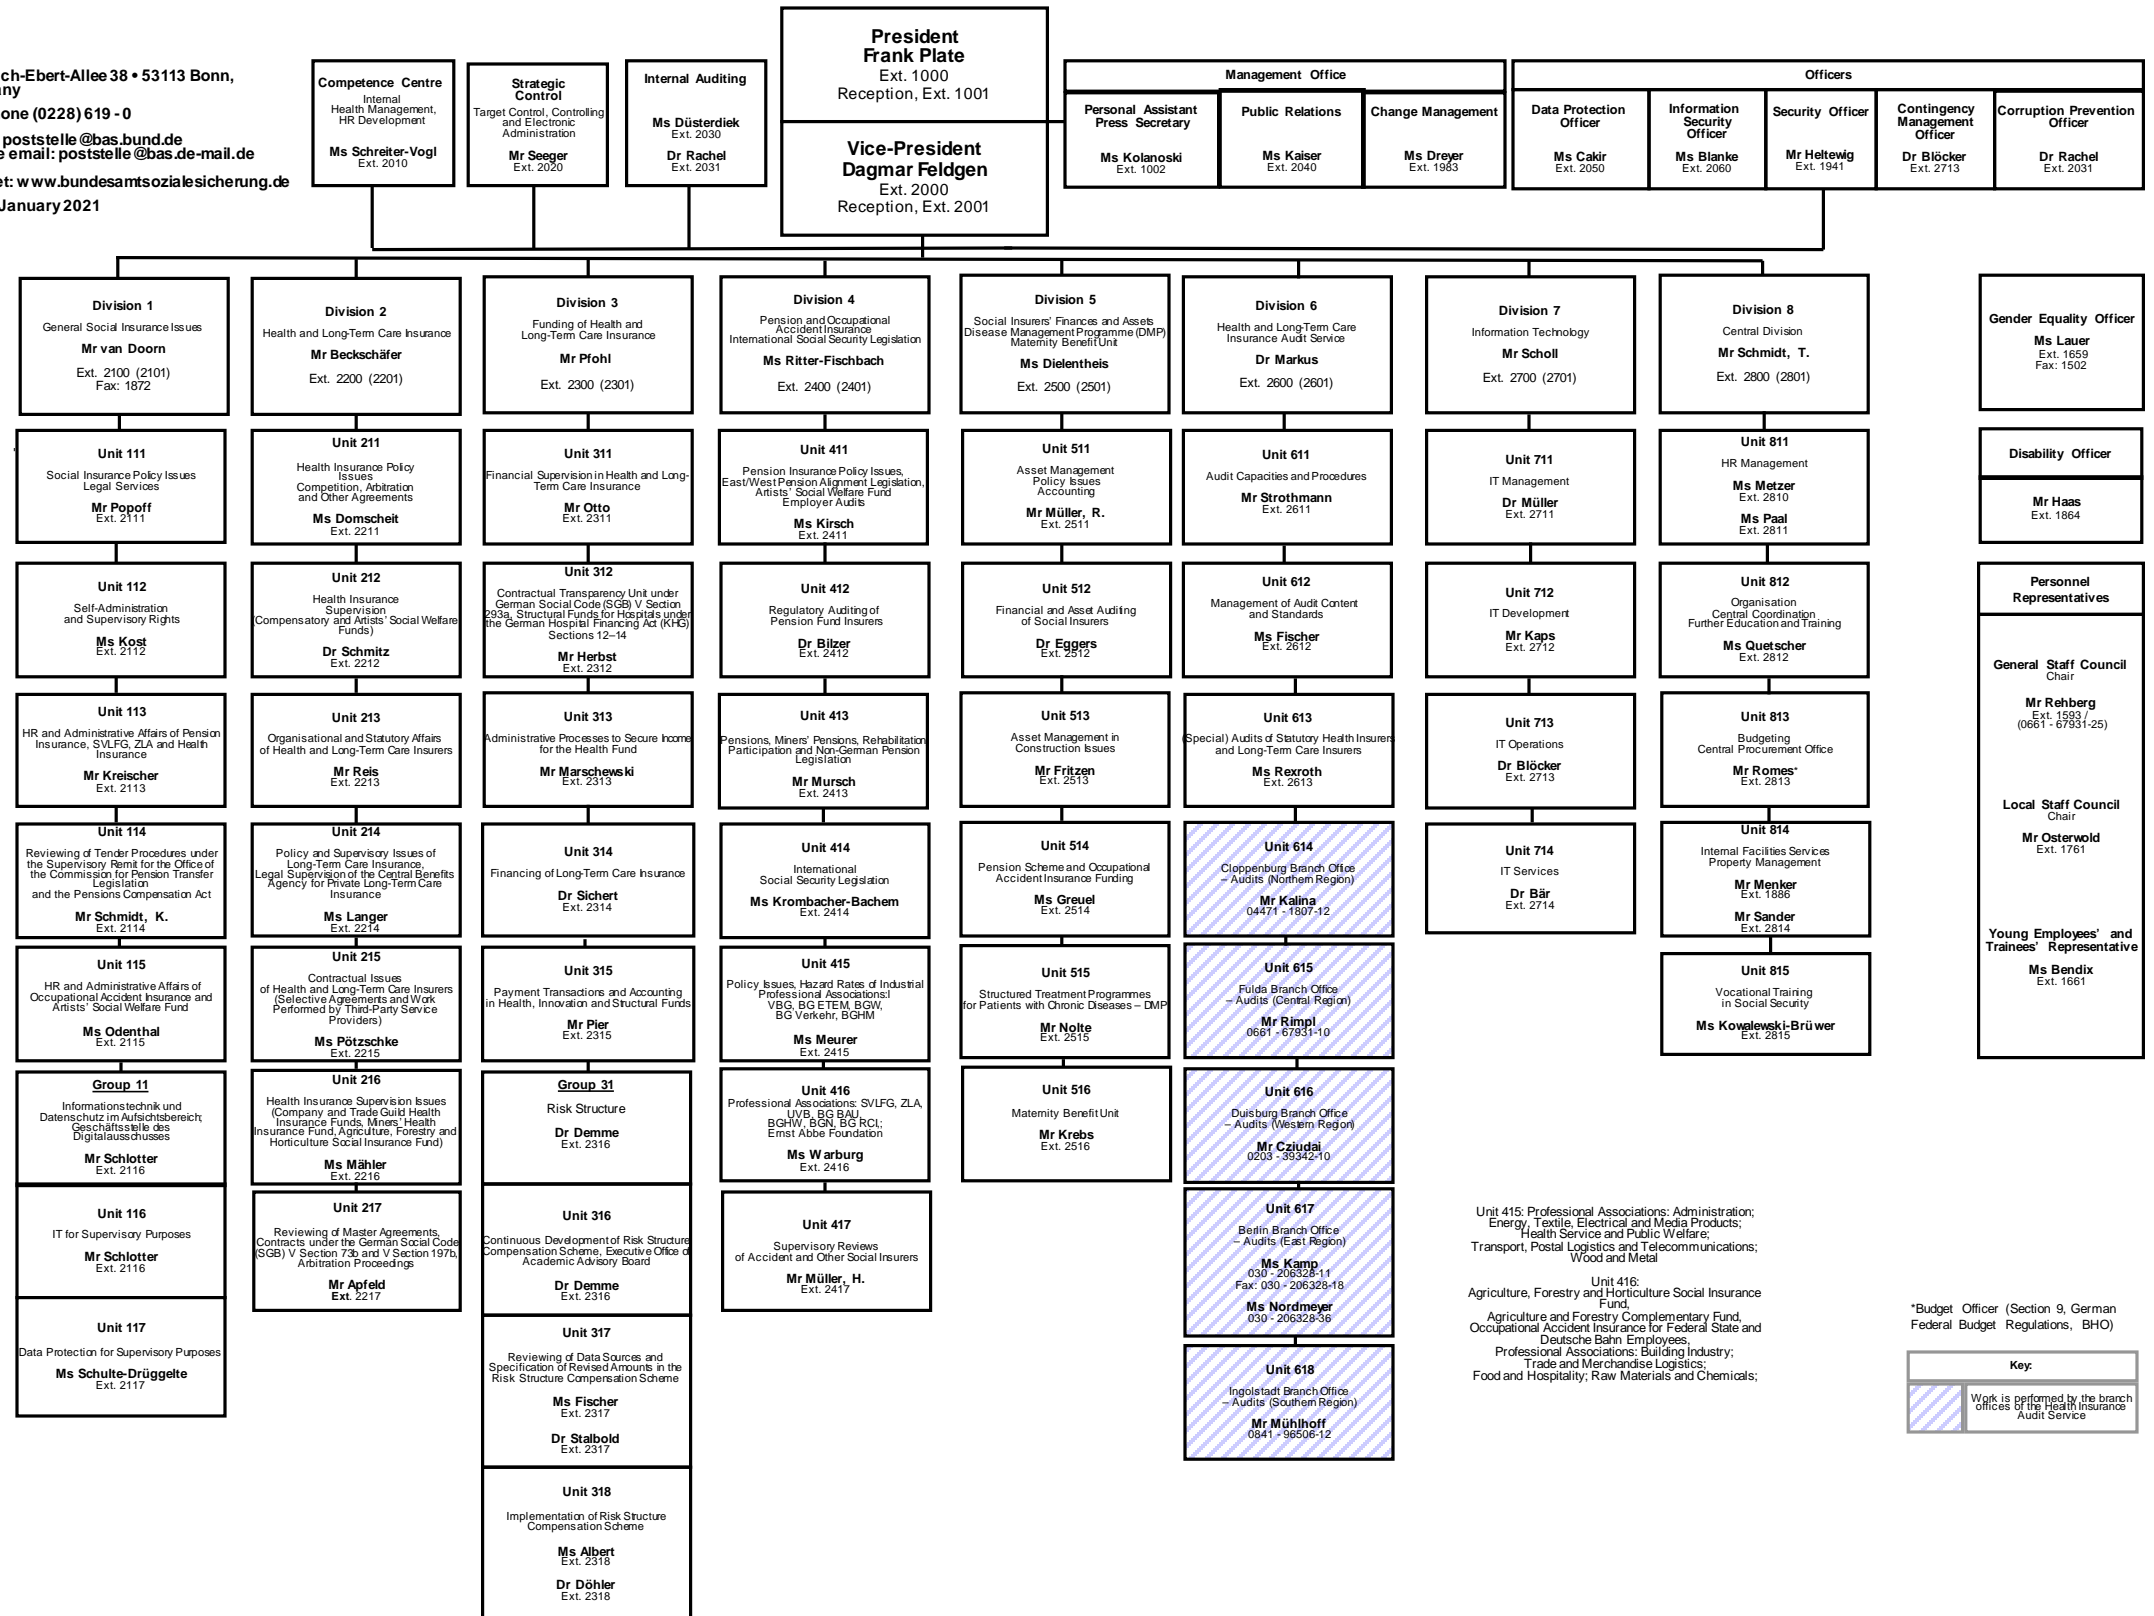 ch-Ebert-Allee 38 • 53113 Bonn,
any
one (0228) 619 - 0
poststelle@bas.bund.de
e email: poststelle@bas.de-mail.de
et: www.bundesamtsozialesicherung.de
January 2021
Competence Centre
Internal
Health Management,
HR Development
Ms Schreiter-Vogl
Ext. 2010
Strategic
Control
Target Control, Controlling
and Electronic
Administration
Mr Seeger
Ext. 2020
Internal Auditing
Ms Düsterdiek
Ext. 2030
Dr Rachel
Ext. 2031
President
Frank Plate
Ext. 1000
Reception, Ext. 1001
Vice-President
Dagmar Feldgen
Ext. 2000
Reception, Ext. 2001
Management Office
Personal Assistant
Press Secretary
Ms Kolanoski
Ext. 1002
Public Relations
Ms Kaiser
Ext. 2040
Change Management
Ms Dreyer
Ext. 1983
Officers
Data Protection
Officer
Ms Cakir
Ext. 2050
Information
Security
Officer
Ms Blanke
Ext. 2060
Security Officer
Mr Heltewig
Ext. 1941
Contingency
Management
Officer
Dr Blöcker
Ext. 2713
Corruption Prevention
Officer
Dr Rachel
Ext. 2031
Division 1
General Social Insurance Issues
Mr van Doorn
Ext. 2100 (2101)
Fax: 1872
Unit 111
Social Insurance Policy Issues
Legal Services
Mr Popoff
Ext. 2111
Unit 112
Self-Administration
and Supervisory Rights
Ms Kost
Ext. 2112
Unit 113
HR and Administrative Affairs of Pension
Insurance, SVLFG, ZLA and Health
Insurance
Mr Kreischer
Ext. 2113
Unit 114
Reviewing of Tender Procedures under
the Supervisory Remit for the Office of
the Commission for Pension Transfer
Legislation
and the Pensions Compensation Act
Mr Schmidt, K.
Ext. 2114
Unit 115
HR and Administrative Affairs of
Occupational Accident Insurance and
Artists' Social Welfare Fund
Ms Odenthal
Ext. 2115
Group 11
Informationstechnik und
Datenschutz im Aufsichtsbereich;
Geschäftsstelle des
Digitalausschusses
Mr Schlotter
Ext. 2116
Unit 116
IT for Supervisory Purposes
Mr Schlotter
Ext. 2116
Unit 117
Data Protection for Supervisory Purposes
Ms Schulte-Drüggelte
Ext. 2117
Division 2
Health and Long-Term Care Insurance
Mr Beckschäfer
Ext. 2200 (2201)
Unit 211
Health Insurance Policy
Issues
Competition, Arbitration
and Other Agreements
Ms Domscheit
Ext. 2211
Unit 212
Health Insurance
Supervision
(Compensatory and Artists' Social Welfare
Funds)
Dr Schmitz
Ext. 2212
Unit 213
Organisational and Statutory Affairs
of Health and Long-Term Care Insurers
Mr Reis
Ext. 2213
Unit 214
Policy and Supervisory Issues of
Long-Term Care Insurance,
Legal Supervision of the Central Benefits
Agency for Private Long-Term Care
Insurance
Ms Langer
Ext. 2214
Unit 215
Contractual Issues
of Health and Long-Term Care Insurers
(Selective Agreements and Work
Performed by Third-Party Service
Providers)
Ms Pötzschke
Ext. 2215
Unit 216
Health Insurance Supervision Issues
(Company and Trade Guild Health
Insurance Funds, Miners' Health
Insurance Fund, Agriculture, Forestry and
Horticulture Social Insurance Fund)
Ms Mähler
Ext. 2216
Unit 217
Reviewing of Master Agreements,
Contracts under the German Social Code
(SGB) V Section 73b and V Section 197b,
Arbitration Proceedings
Mr Apfeld
Ext. 2217
Division 3
Funding of Health and
Long-Term Care Insurance
Mr Pfohl
Ext. 2300 (2301)
Unit 311
Financial Supervision in Health and Long-
Term Care Insurance
Mr Otto
Ext. 2311
Unit 312
Contractual Transparency Unit under
German Social Code (SGB) V Section
293a, Structural Funds for Hospitals under
the German Hospital Financing Act (KHG)
Sections 12–14
Mr Herbst
Ext. 2312
Unit 313
Administrative Processes to Secure Income
for the Health Fund
Mr Marschewski
Ext. 2313
Unit 314
Financing of Long-Term Care Insurance
Dr Sichert
Ext. 2314
Unit 315
Payment Transactions and Accounting
in Health, Innovation and Structural Funds
Mr Pier
Ext. 2315
Group 31
Risk Structure
Dr Demme
Ext. 2316
Unit 316
Continuous Development of Risk Structure
Compensation Scheme, Executive Office of
Academic Advisory Board
Dr Demme
Ext. 2316
Unit 317
Reviewing of Data Sources and
Specification of Revised Amounts in the
Risk Structure Compensation Scheme
Ms Fischer
Ext. 2317
Dr Stalbold
Ext. 2317
Unit 318
Implementation of Risk Structure
Compensation Scheme
Ms Albert
Ext. 2318
Dr Döhler
Ext. 2318
Division 4
Pension and Occupational
Accident Insurance
International Social Security Legislation
Ms Ritter-Fischbach
Ext. 2400 (2401)
Unit 411
Pension Insurance Policy Issues,
East/West Pension Alignment Legislation,
Artists' Social Welfare Fund
Employer Audits
Ms Kirsch
Ext. 2411
Unit 412
Regulatory Auditing of
Pension Fund Insurers
Dr Bilzer
Ext. 2412
Unit 413
Pensions, Miners' Pensions, Rehabilitation
Participation and Non-German Pension
Legislation
Mr Mursch
Ext. 2413
Unit 414
International
Social Security Legislation
Ms Krombacher-Bachem
Ext. 2414
Unit 415
Policy Issues, Hazard Rates of Industrial
Professional Associations:l
VBG, BG ETEM, BGW,
BG Verkehr, BGHM
Ms Meurer
Ext. 2415
Unit 416
Professional Associations: SVLFG, ZLA,
UVB, BG BAU,
BGHW, BGN, BG RCI,;
Ernst Abbe Foundation
Ms Warburg
Ext. 2416
Unit 417
Supervisory Reviews
of Accident and Other Social Insurers
Mr Müller, H.
Ext. 2417
Division 5
Social Insurers' Finances and Assets
Disease Management Programme (DMP)
Maternity Benefit Unit
Ms Dielentheis
Ext. 2500 (2501)
Unit 511
Asset Management
Policy Issues
Accounting
Mr Müller, R.
Ext. 2511
Unit 512
Financial and Asset Auditing
of Social Insurers
Dr Eggers
Ext. 2512
Unit 513
Asset Management in
Construction Issues
Mr Fritzen
Ext. 2513
Unit 514
Pension Scheme and Occupational
Accident Insurance Funding
Ms Greuel
Ext. 2514
Unit 515
Structured Treatment Programmes
for Patients with Chronic Diseases – DMP
Mr Nolte
Ext. 2515
Unit 516
Maternity Benefit Unit
Mr Krebs
Ext. 2516
Division 6
Health and Long-Term Care
Insurance Audit Service
Dr Markus
Ext. 2600 (2601)
Unit 611
Audit Capacities and Procedures
Mr Strothmann
Ext. 2611
Unit 612
Management of Audit Content
and Standards
Ms Fischer
Ext. 2612
Unit 613
(Special) Audits of Statutory Health Insurers
and Long-Term Care Insurers
Ms Rexroth
Ext. 2613
Unit 614
Cloppenburg Branch Office
– Audits (Northern Region)
Mr Kalina
04471 - 1807-12
Unit 615
Fulda Branch Office
– Audits (Central Region)
Mr Rimpl
0661 - 67931-10
Unit 616
Duisburg Branch Office
– Audits (Western Region)
Mr Cziudai
0203 - 39342-10
Unit 617
Berlin Branch Office
– Audits (East Region)
Ms Kamp
030 - 206328-11
Fax: 030 - 206328-18
Ms Nordmeyer
030 - 206328-36
Unit 618
Ingolstadt Branch Office
– Audits (Southern Region)
Mr Mühlhoff
0841 - 96506-12
Division 7
Information Technology
Mr Scholl
Ext. 2700 (2701)
Unit 711
IT Management
Dr Müller
Ext. 2711
Unit 712
IT Development
Mr Kaps
Ext. 2712
Unit 713
IT Operations
Dr Blöcker
Ext. 2713
Unit 714
IT Services
Dr Bär
Ext. 2714
Division 8
Central Division
Mr Schmidt, T.
Ext. 2800 (2801)
Unit 811
HR Management
Ms Metzer
Ext. 2810
Ms Paal
Ext. 2811
Unit 812
Organisation
Central Coordination
Further Education and Training
Ms Quetscher
Ext. 2812
Unit 813
Budgeting
Central Procurement Office
Mr Romes*
Ext. 2813
Unit 814
Internal Facilities Services
Property Management
Mr Menker
Ext. 1886
Mr Sander
Ext. 2814
Unit 815
Vocational Training
in Social Security
Ms Kowalewski-Brüwer
Ext. 2815
Gender Equality Officer
Ms Lauer
Ext. 1659
Fax: 1502
Disability Officer
Mr Haas
Ext. 1864
Personnel
Representatives
General Staff Council
Chair
Mr Rehberg
Ext. 1593 /
(0661 - 67931-25)
Local Staff Council
Chair
Mr Osterwold
Ext. 1761
Young Employees' and
Trainees' Representative
Ms Bendix
Ext. 1661
Unit 415: Professional Associations: Administration;
Energy, Textile, Electrical and Media Products;
Health Service and Public Welfare;
Transport, Postal Logistics and Telecommunications;
Wood and Metal
Unit 416:
Agriculture, Forestry and Horticulture Social Insurance
Fund,
Agriculture and Forestry Complementary Fund,
Occupational Accident Insurance for Federal State and
Deutsche Bahn Employees,
Professional Associations: Building Industry;
Trade and Merchandise Logistics;
Food and Hospitality; Raw Materials and Chemicals;
*Budget Officer (Section 9, German
Federal Budget Regulations, BHO)
Key:
Work is performed by the branch
offices of the Health Insurance
Audit Service